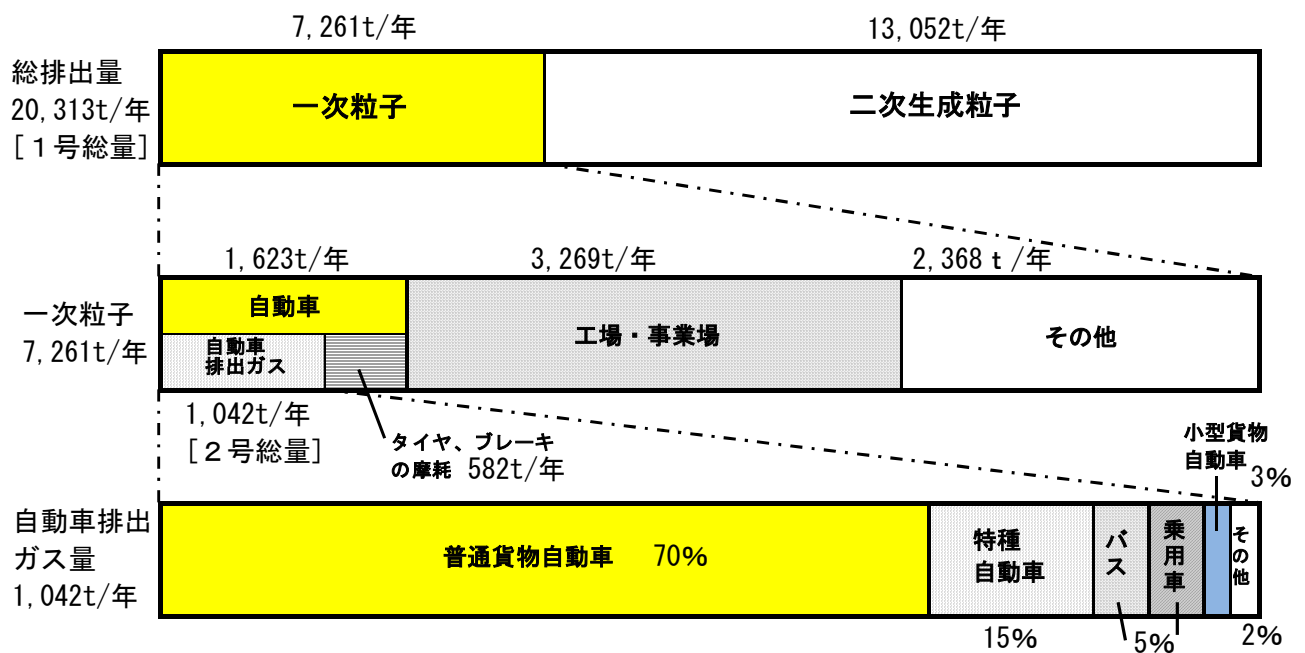 7,261t/年
13,052t/年
総排出量
20,313t/年
[１号総量]
一次粒子
二次生成粒子
1,623t/年
3,269t/年
2,368ｔ/年
一次粒子
7,261t/年
自動車
自動車
排出ガス
工場・事業場
その他
1,042t/年
[２号総量]
タイヤ、ブレーキ
の摩耗 582t/年
小型貨物
自動車 3%
自動車排出
ガス量
1,042t/年
普通貨物自動車 70%
特種
自動車
バス
乗用車
その他
15%
5%
2%